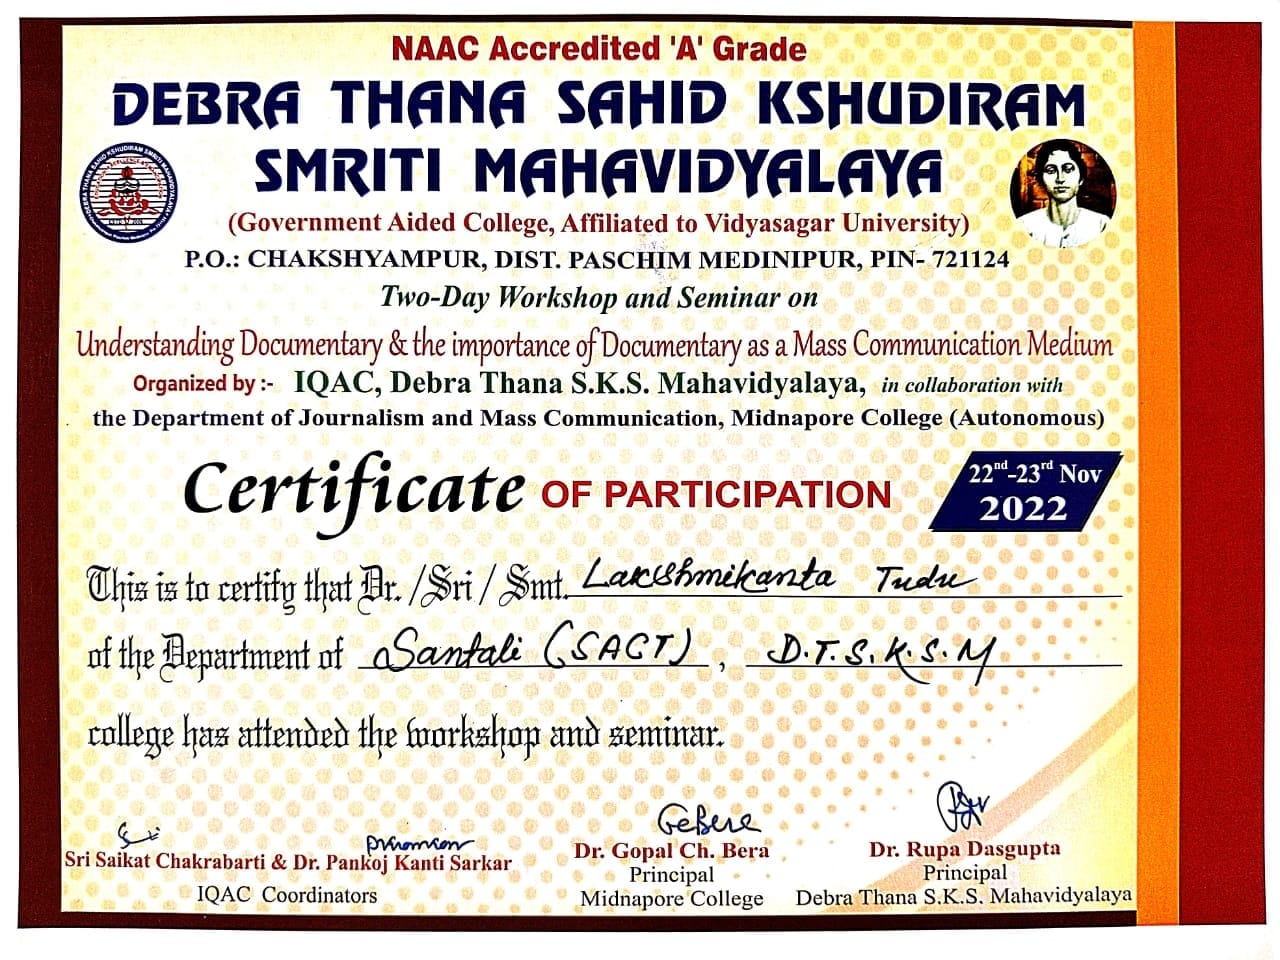 NAAC Accredited 'A' Grade
DEBRA THANA SAHID KSHUDIRAM
SMRITI MAHAVIDYALAYA
(Government Aided College, Affiliated to Vidyasagar University)
P.O.: CHAKSHYAMPUR, DIST. PASCHIM MEDINIPUR, PIN- 721124
Two-Day Workshop and Seminar on
Understanding Documentary & the importance of Documentary as a Mass Communication Medium
Organized by :- IQAC, Debra Thana S.K.S. Mahavidyalaya, in collaboration with
the Department of Journalism and Mass Communication, Midnapore College (Autonomous)
Certificate OF PARTICIPATION
22nd-23rd Nov
2022
This is to certify that Dr. /Sri / Smt. Lakshmikanta Tudu
of the Department of Santali (SACT), D.T.S.K.S.M
college has attended the workshop and seminar.
GcBera
Sri Saikat Chakrabarti & Dr. Pankoj Kanti Sarkar
IQAC Coordinators
Dr. Gopal Ch. Bera
Principal
Midnapore College
Dr. Rupa Dasgupta
Principal
Debra Thana S.K.S. Mahavidyalaya